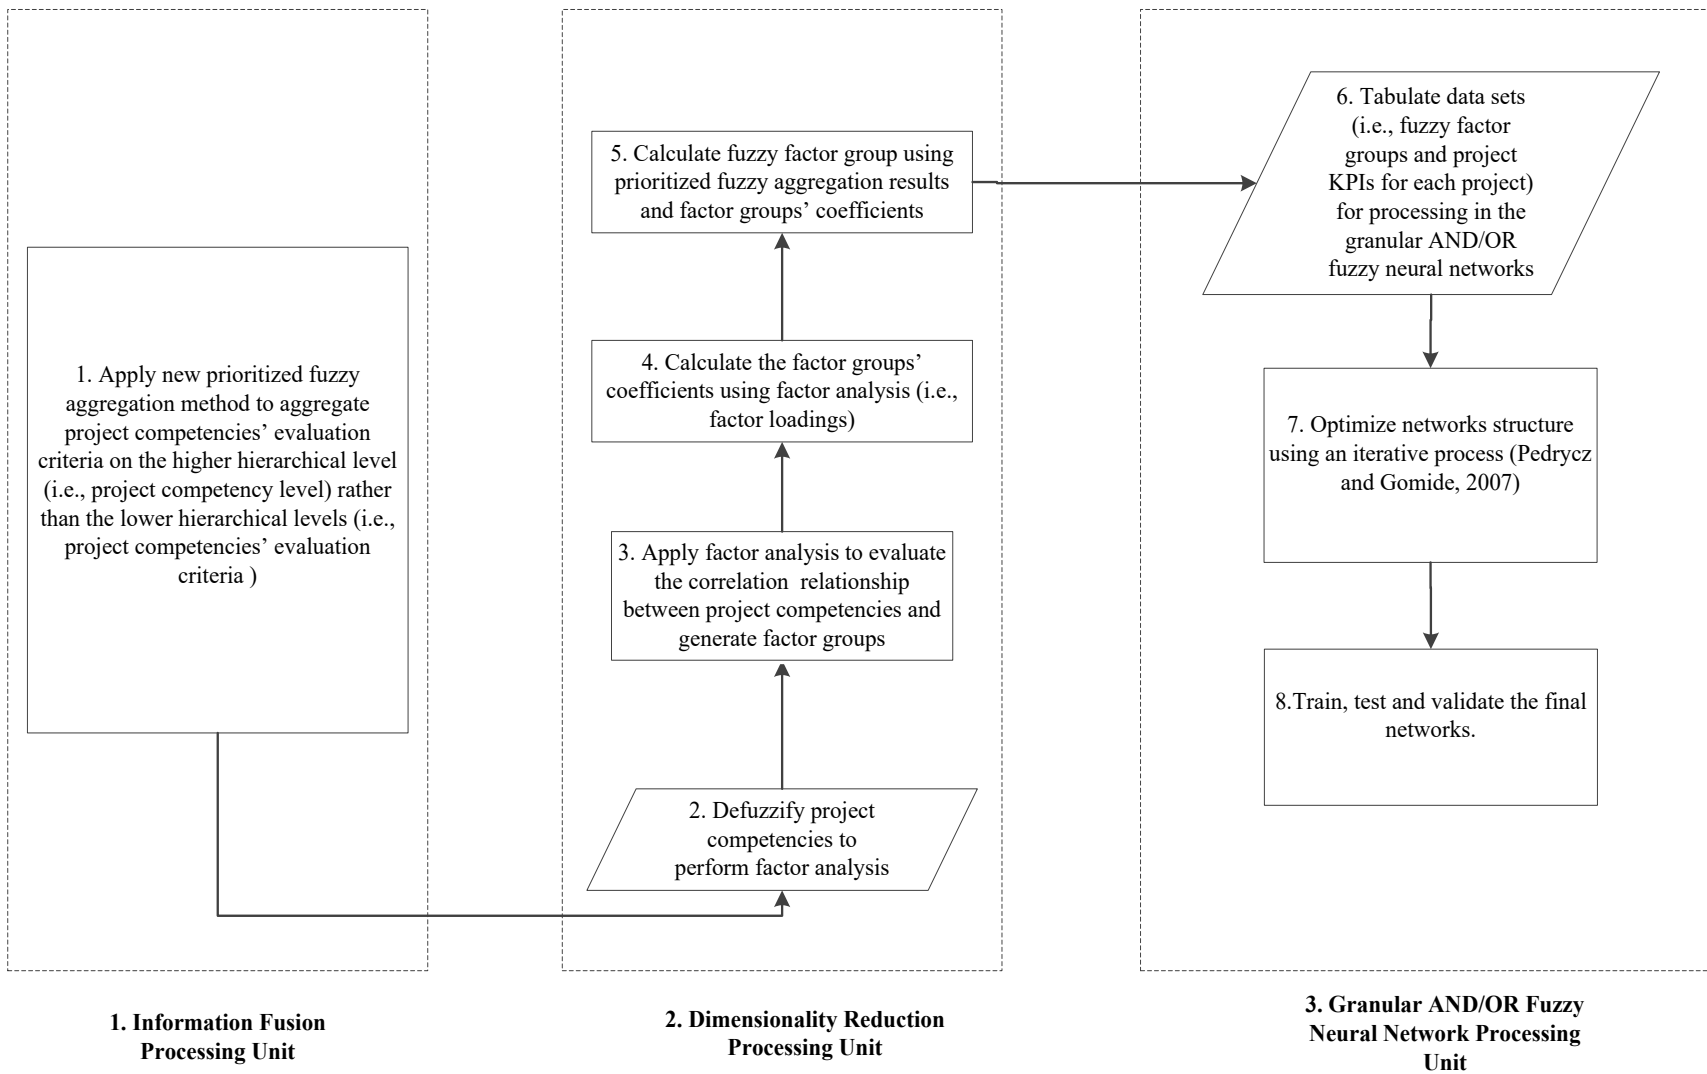 1. Apply new prioritized fuzzy
aggregation method to aggregate
project competencies’ evaluation
criteria on the higher hierarchical level
(i.e., project competency level) rather
than the lower hierarchical levels (i.e.,
project competencies’ evaluation
criteria )
1. Information Fusion
Processing Unit
5. Calculate fuzzy factor group using
prioritized fuzzy aggregation results
and factor groups’ coefficients
4. Calculate the factor groups’
coefficients using factor analysis (i.e.,
factor loadings)
3. Apply factor analysis to evaluate
the correlation  relationship
between project competencies and
generate factor groups
2. Defuzzify project
competencies to
perform factor analysis
2. Dimensionality Reduction
Processing Unit
6. Tabulate data sets
(i.e., fuzzy factor
groups and project
KPIs for each project)
for processing in the
granular AND/OR
fuzzy neural networks
7. Optimize networks structure
using an iterative process (Pedrycz
and Gomide, 2007)
8.Train, test and validate the final
networks.
3. Granular AND/OR Fuzzy
Neural Network Processing
Unit